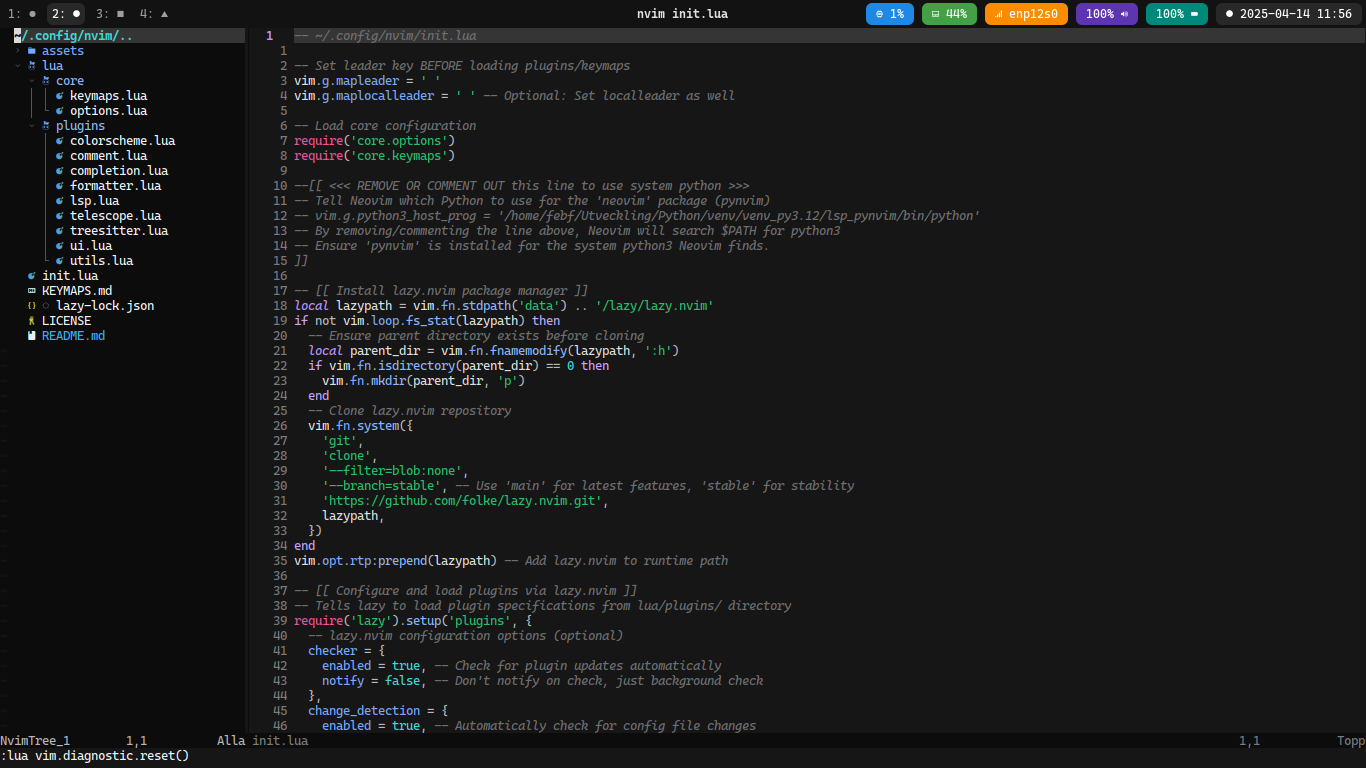 1: ● 2: ● 3: ■ 4: ▲ nvim init.lua 1% 44% enp12s0 100% 100% ● 2025-04-14 11:56
~/.config/nvim/..
assets
lua
core
keymaps.lua
options.lua
plugins
colorscheme.lua
comment.lua
completion.lua
formatter.lua
lsp.lua
telescope.lua
treesitter.lua
ui.lua
utils.lua
init.lua
KEYMAPS.md
{} lazy-lock.json
LICENSE
README.md
1 -- ~/.config/nvim/init.lua
1
2 -- Set leader key BEFORE loading plugins/keymaps
3 vim.g.mapleader = ' '
4 vim.g.maplocalleader = ' ' -- Optional: Set localleader as well
5
6 -- Load core configuration
7 require('core.options')
8 require('core.keymaps')
9
10 --[[ <<< REMOVE OR COMMENT OUT this line to use system python >>>
11 -- Tell Neovim which Python to use for the 'neovim' package (pynvim)
12 -- vim.g.python3_host_prog = '/home/febf/Utveckling/Python/venv/venv_py3.12/lsp_pynvim/bin/python'
13 -- By removing/commenting the line above, Neovim will search $PATH for python3
14 -- Ensure 'pynvim' is installed for the system python3 Neovim finds.
15 ]]
16
17 -- [[ Install lazy.nvim package manager ]]
18 local lazypath = vim.fn.stdpath('data') .. '/lazy/lazy.nvim'
19 if not vim.loop.fs_stat(lazypath) then
20 -- Ensure parent directory exists before cloning
21 local parent_dir = vim.fn.fnamemodify(lazypath, ':h')
22 if vim.fn.isdirectory(parent_dir) == 0 then
23 vim.fn.mkdir(parent_dir, 'p')
24 end
25 -- Clone lazy.nvim repository
26 vim.fn.system({
27 'git',
28 'clone',
29 '--filter=blob:none',
30 '--branch=stable', -- Use 'main' for latest features, 'stable' for stability
31 'https://github.com/folke/lazy.nvim.git',
32 lazypath,
33 })
34 end
35 vim.opt.rtp:prepend(lazypath) -- Add lazy.nvim to runtime path
36
37 -- [[ Configure and load plugins via lazy.nvim ]]
38 -- Tells lazy to load plugin specifications from lua/plugins/ directory
39 require('lazy').setup('plugins', {
40 -- lazy.nvim configuration options (optional)
41 checker = {
42 enabled = true, -- Check for plugin updates automatically
43 notify = false, -- Don't notify on check, just background check
44 },
45 change_detection = {
46 enabled = true, -- Automatically check for config file changes
NvimTree_1 1,1 Alla init.lua 1,1 Topp
:lua vim.diagnostic.reset()